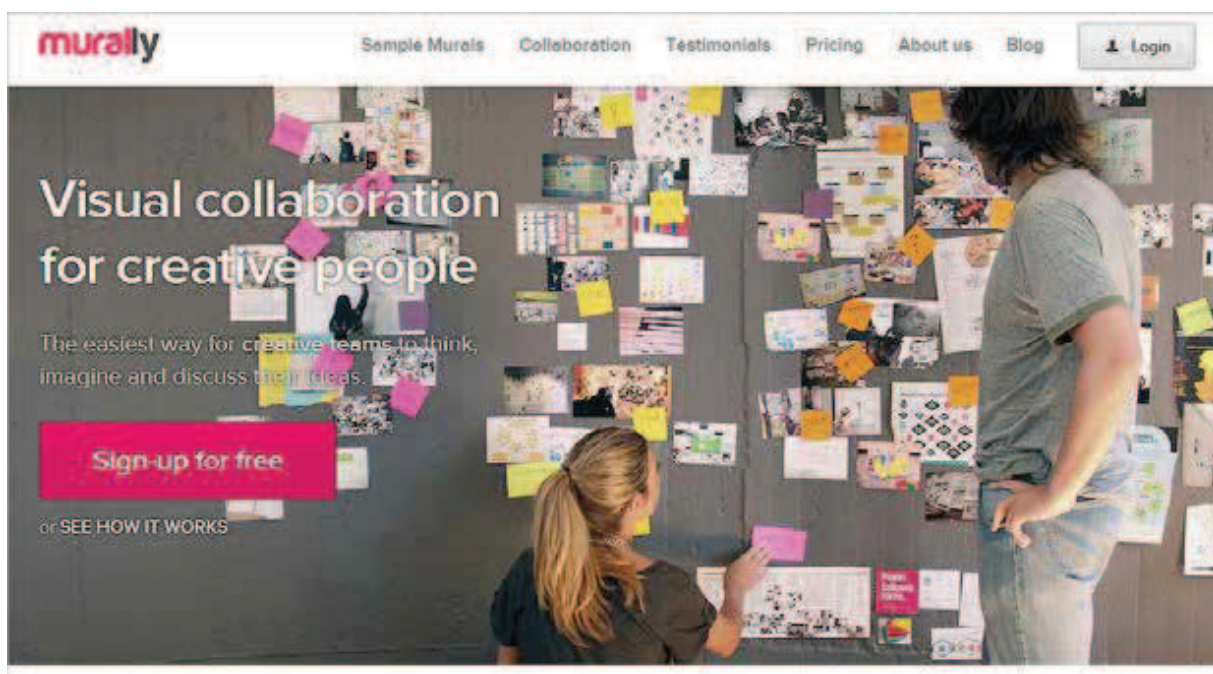 murally
Sample Murals
Collaboration
Testimonials
Pricing
About us
Blog
Login
Visual collaboration
for creative people
The easiest way for creative teams to think,
imagine and discuss their ideas.
Sign-up for free
or SEE HOW IT WORKS